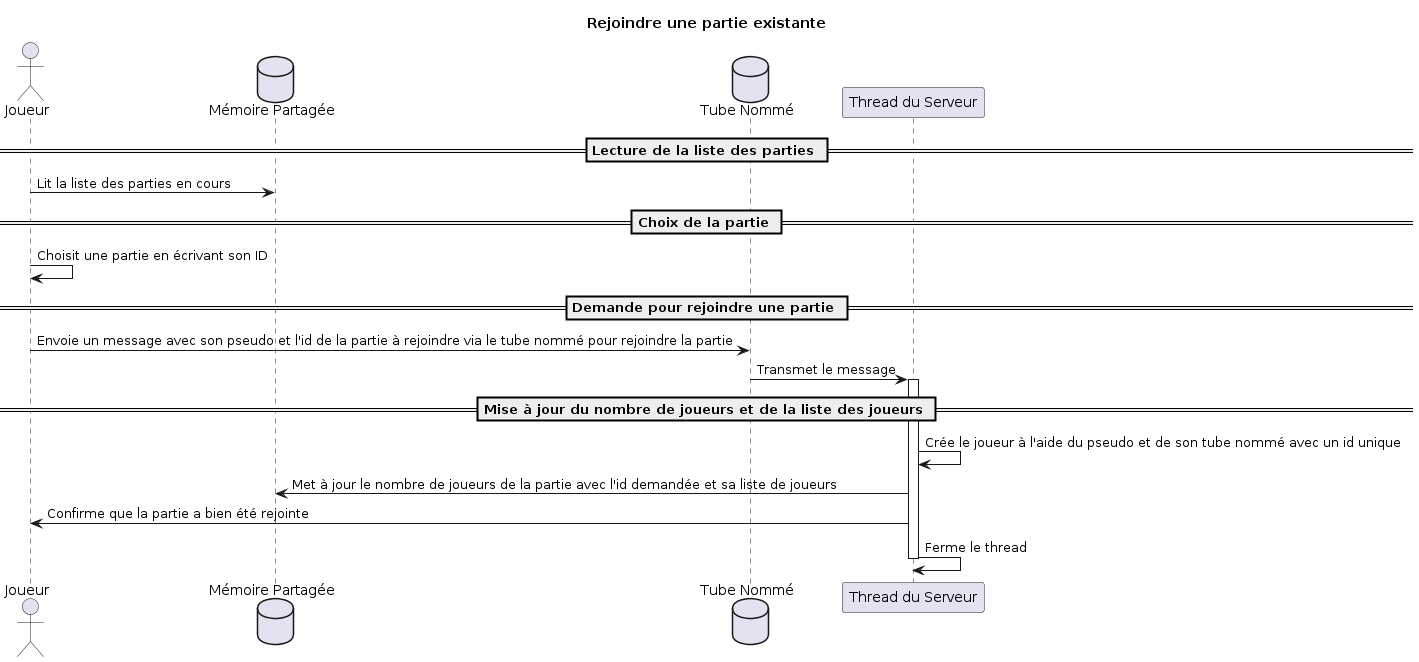 Rejoindre une partie existante
Joueur
Mémoire Partagée
Tube Nommé
Thread du Serveur
Lecture de la liste des parties
Lit la liste des parties en cours
Choix de la partie
Choisit une partie en écrivant son ID
Demande pour rejoindre une partie
Envoie un message avec son pseudo et l'id de la partie à rejoindre via le tube nommé pour rejoindre la partie
Transmet le message
Mise à jour du nombre de joueurs et de la liste des joueurs
Crée le joueur à l'aide du pseudo et de son tube nommé avec un id unique
Met à jour le nombre de joueurs de la partie avec l'id demandée et sa liste de joueurs
Confirme que la partie a bien été rejointe
Ferme le thread
Joueur
Mémoire Partagée
Tube Nommé
Thread du Serveur